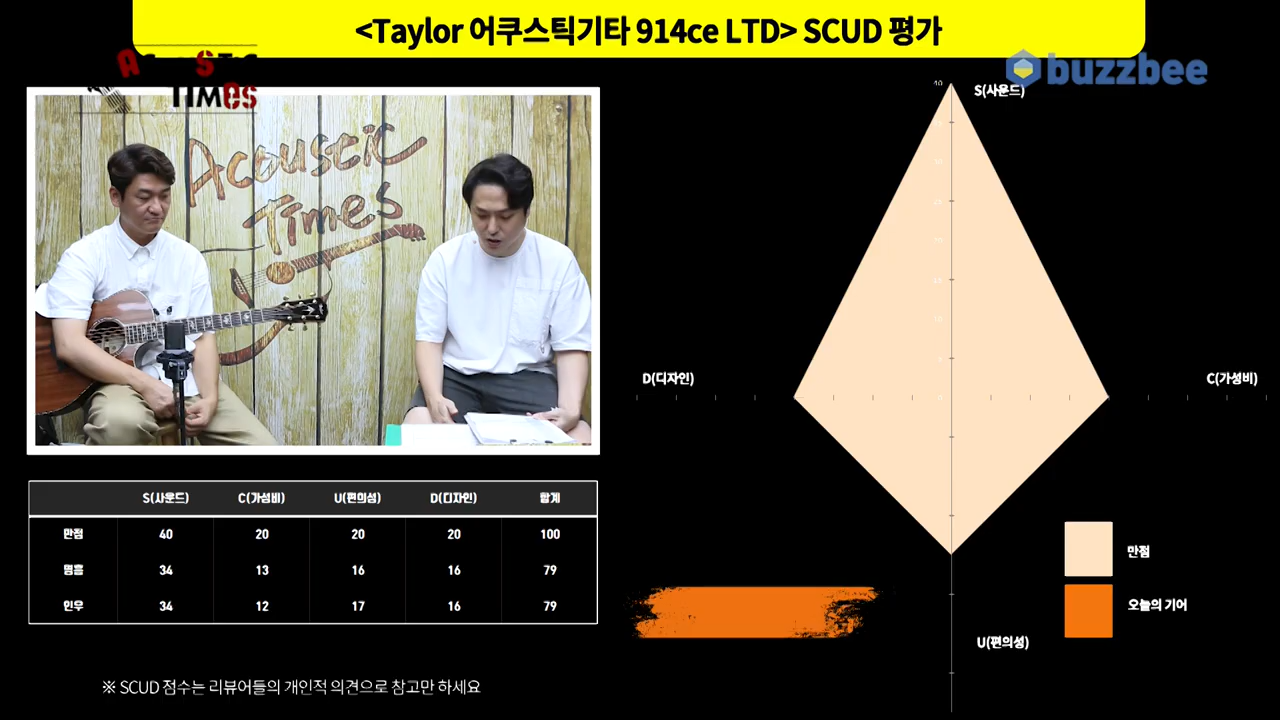 <Taylor 어쿠스틱기타 914ce LTD> SCUD 평가
ACOUSTIC
TIMES
buzzbee
Acoustic
Times
S(사운드)
D(디자인)
C(가성비)
U(편의성)
만점
오늘의 기어
S(사운드) C(가성비) U(편의성) D(디자인) 합계
만점 40 20 20 20 100
명흠 34 13 16 16 79
인우 34 12 17 16 79
※ SCUD 점수는 리뷰어들의 개인적 의견으로 참고만 하세요